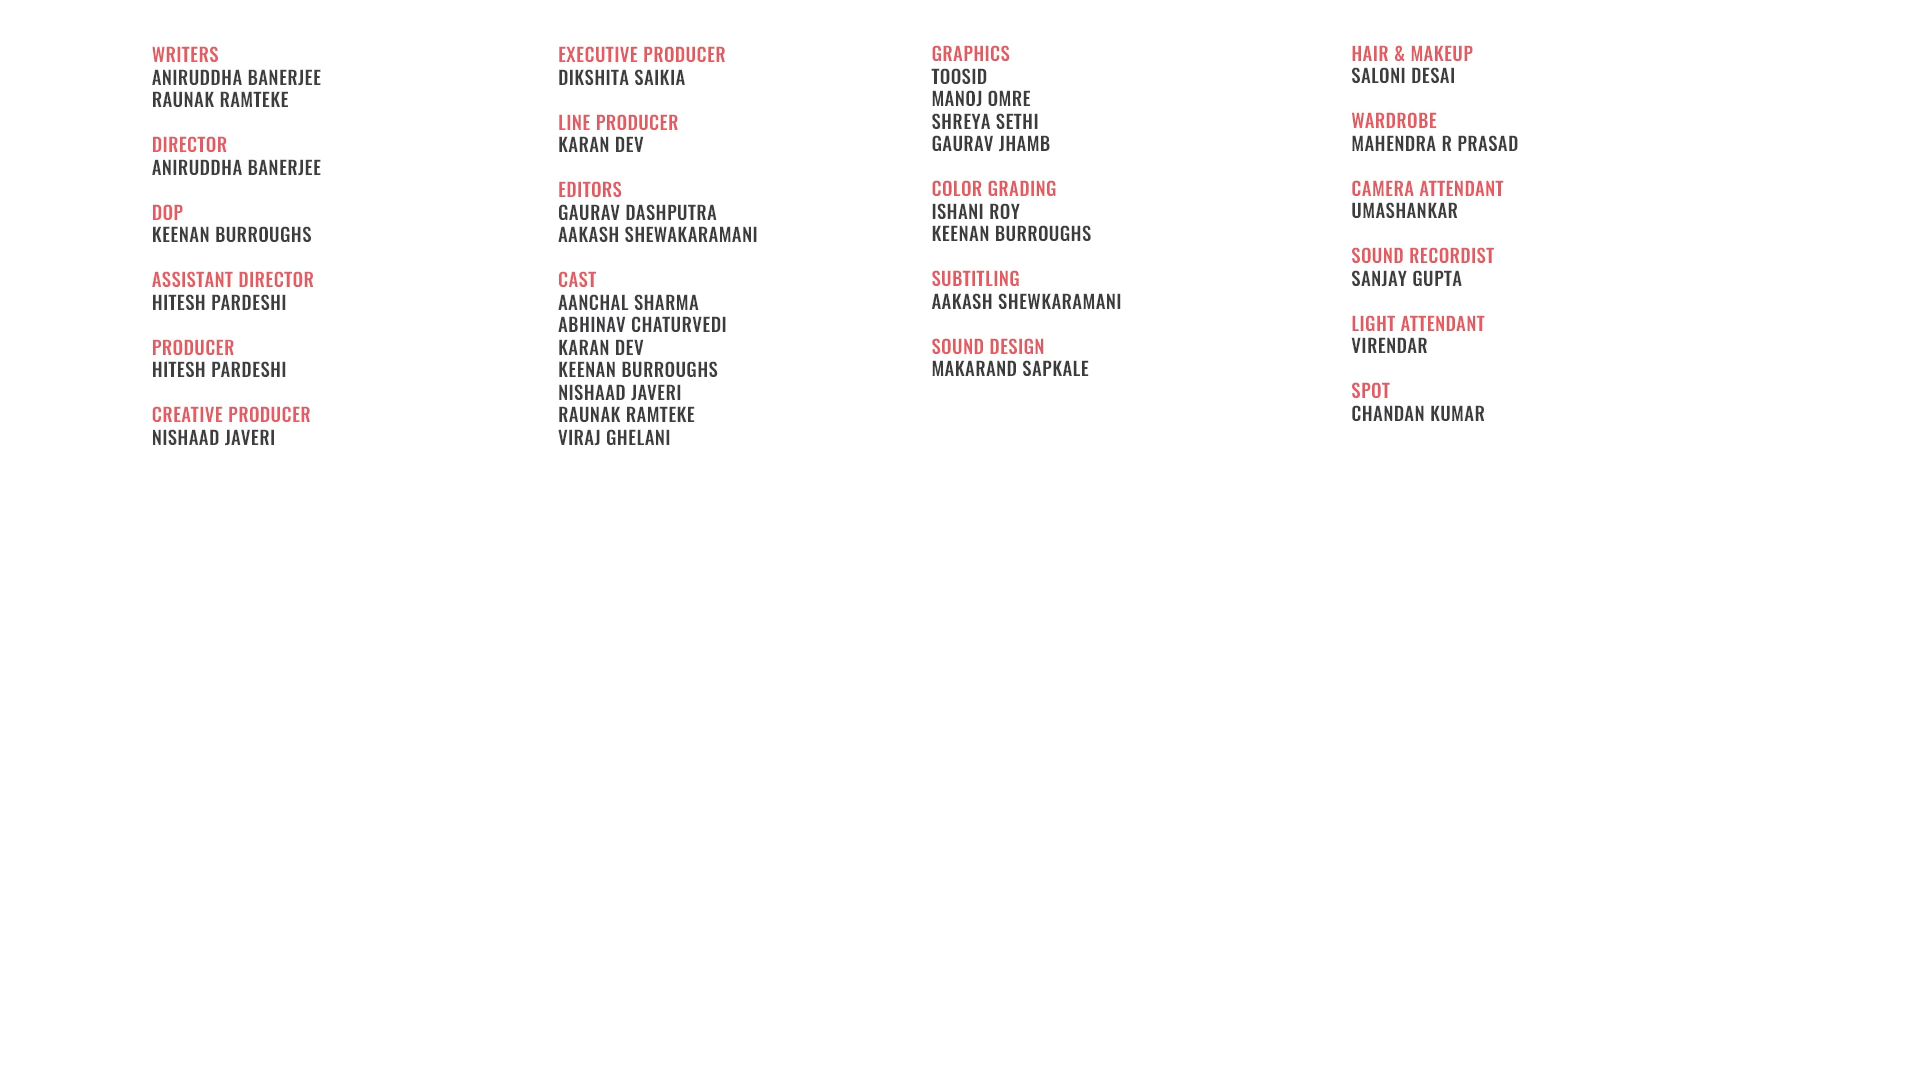 WRITERS
ANIRUDDHA BANERJEE
RAUNAK RAMTEKE
DIRECTOR
ANIRUDDHA BANERJEE
DOP
KEENAN BURROUGHS
ASSISTANT DIRECTOR
HITESH PARDESHI
PRODUCER
HITESH PARDESHI
CREATIVE PRODUCER
NISHAAD JAVERI
EXECUTIVE PRODUCER
DIKSHITA SAIKIA
LINE PRODUCER
KARAN DEV
EDITORS
GAURAV DASHPUTRA
AAKASH SHEWAKARAMANI
CAST
AANCHAL SHARMA
ABHINAV CHATURVEDI
KARAN DEV
KEENAN BURROUGHS
NISHAAD JAVERI
RAUNAK RAMTEKE
VIRAJ GHELANI
GRAPHICS
TOOSID
MANOJ OMRE
SHREYA SETHI
GAURAV JHAMB
COLOR GRADING
ISHANI ROY
KEENAN BURROUGHS
SUBTITLING
AAKASH SHEWKARAMANI
SOUND DESIGN
MAKARAND SAPKALE
HAIR & MAKEUP
SALONI DESAI
WARDROBE
MAHENDRA R PRASAD
CAMERA ATTENDANT
UMASHANKAR
SOUND RECORDIST
SANJAY GUPTA
LIGHT ATTENDANT
VIRENDAR
SPOT
CHANDAN KUMAR